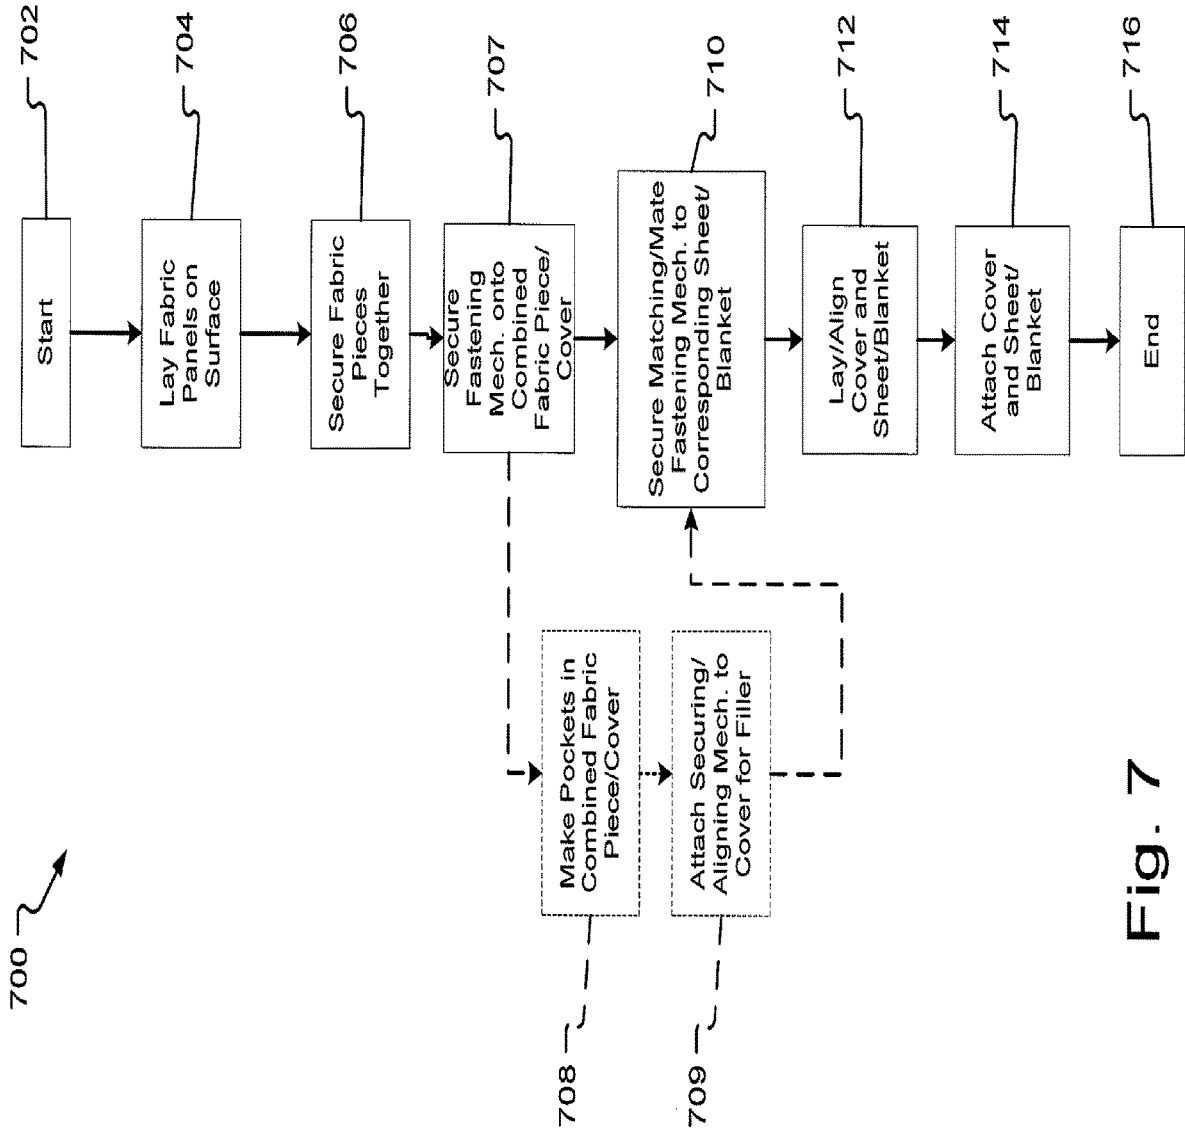 700
Start
702
Lay Fabric
Panels on
Surface
704
Secure Fabric
Pieces
Together
706
Secure
Fastening
Mech. onto
Combined
Fabric Piece/
Cover
707
Make Pockets in
Combined Fabric
Piece/Cover
708
Attach Securing/
Aligning Mech. to
Cover for Filler
709
Secure Matching/Mate
Fastening Mech. to
Corresponding Sheet/
Blanket
710
Lay/Align
Cover and
Sheet/Blanket
712
Attach Cover
and Sheet/
Blanket
714
End
716
Fig. 7